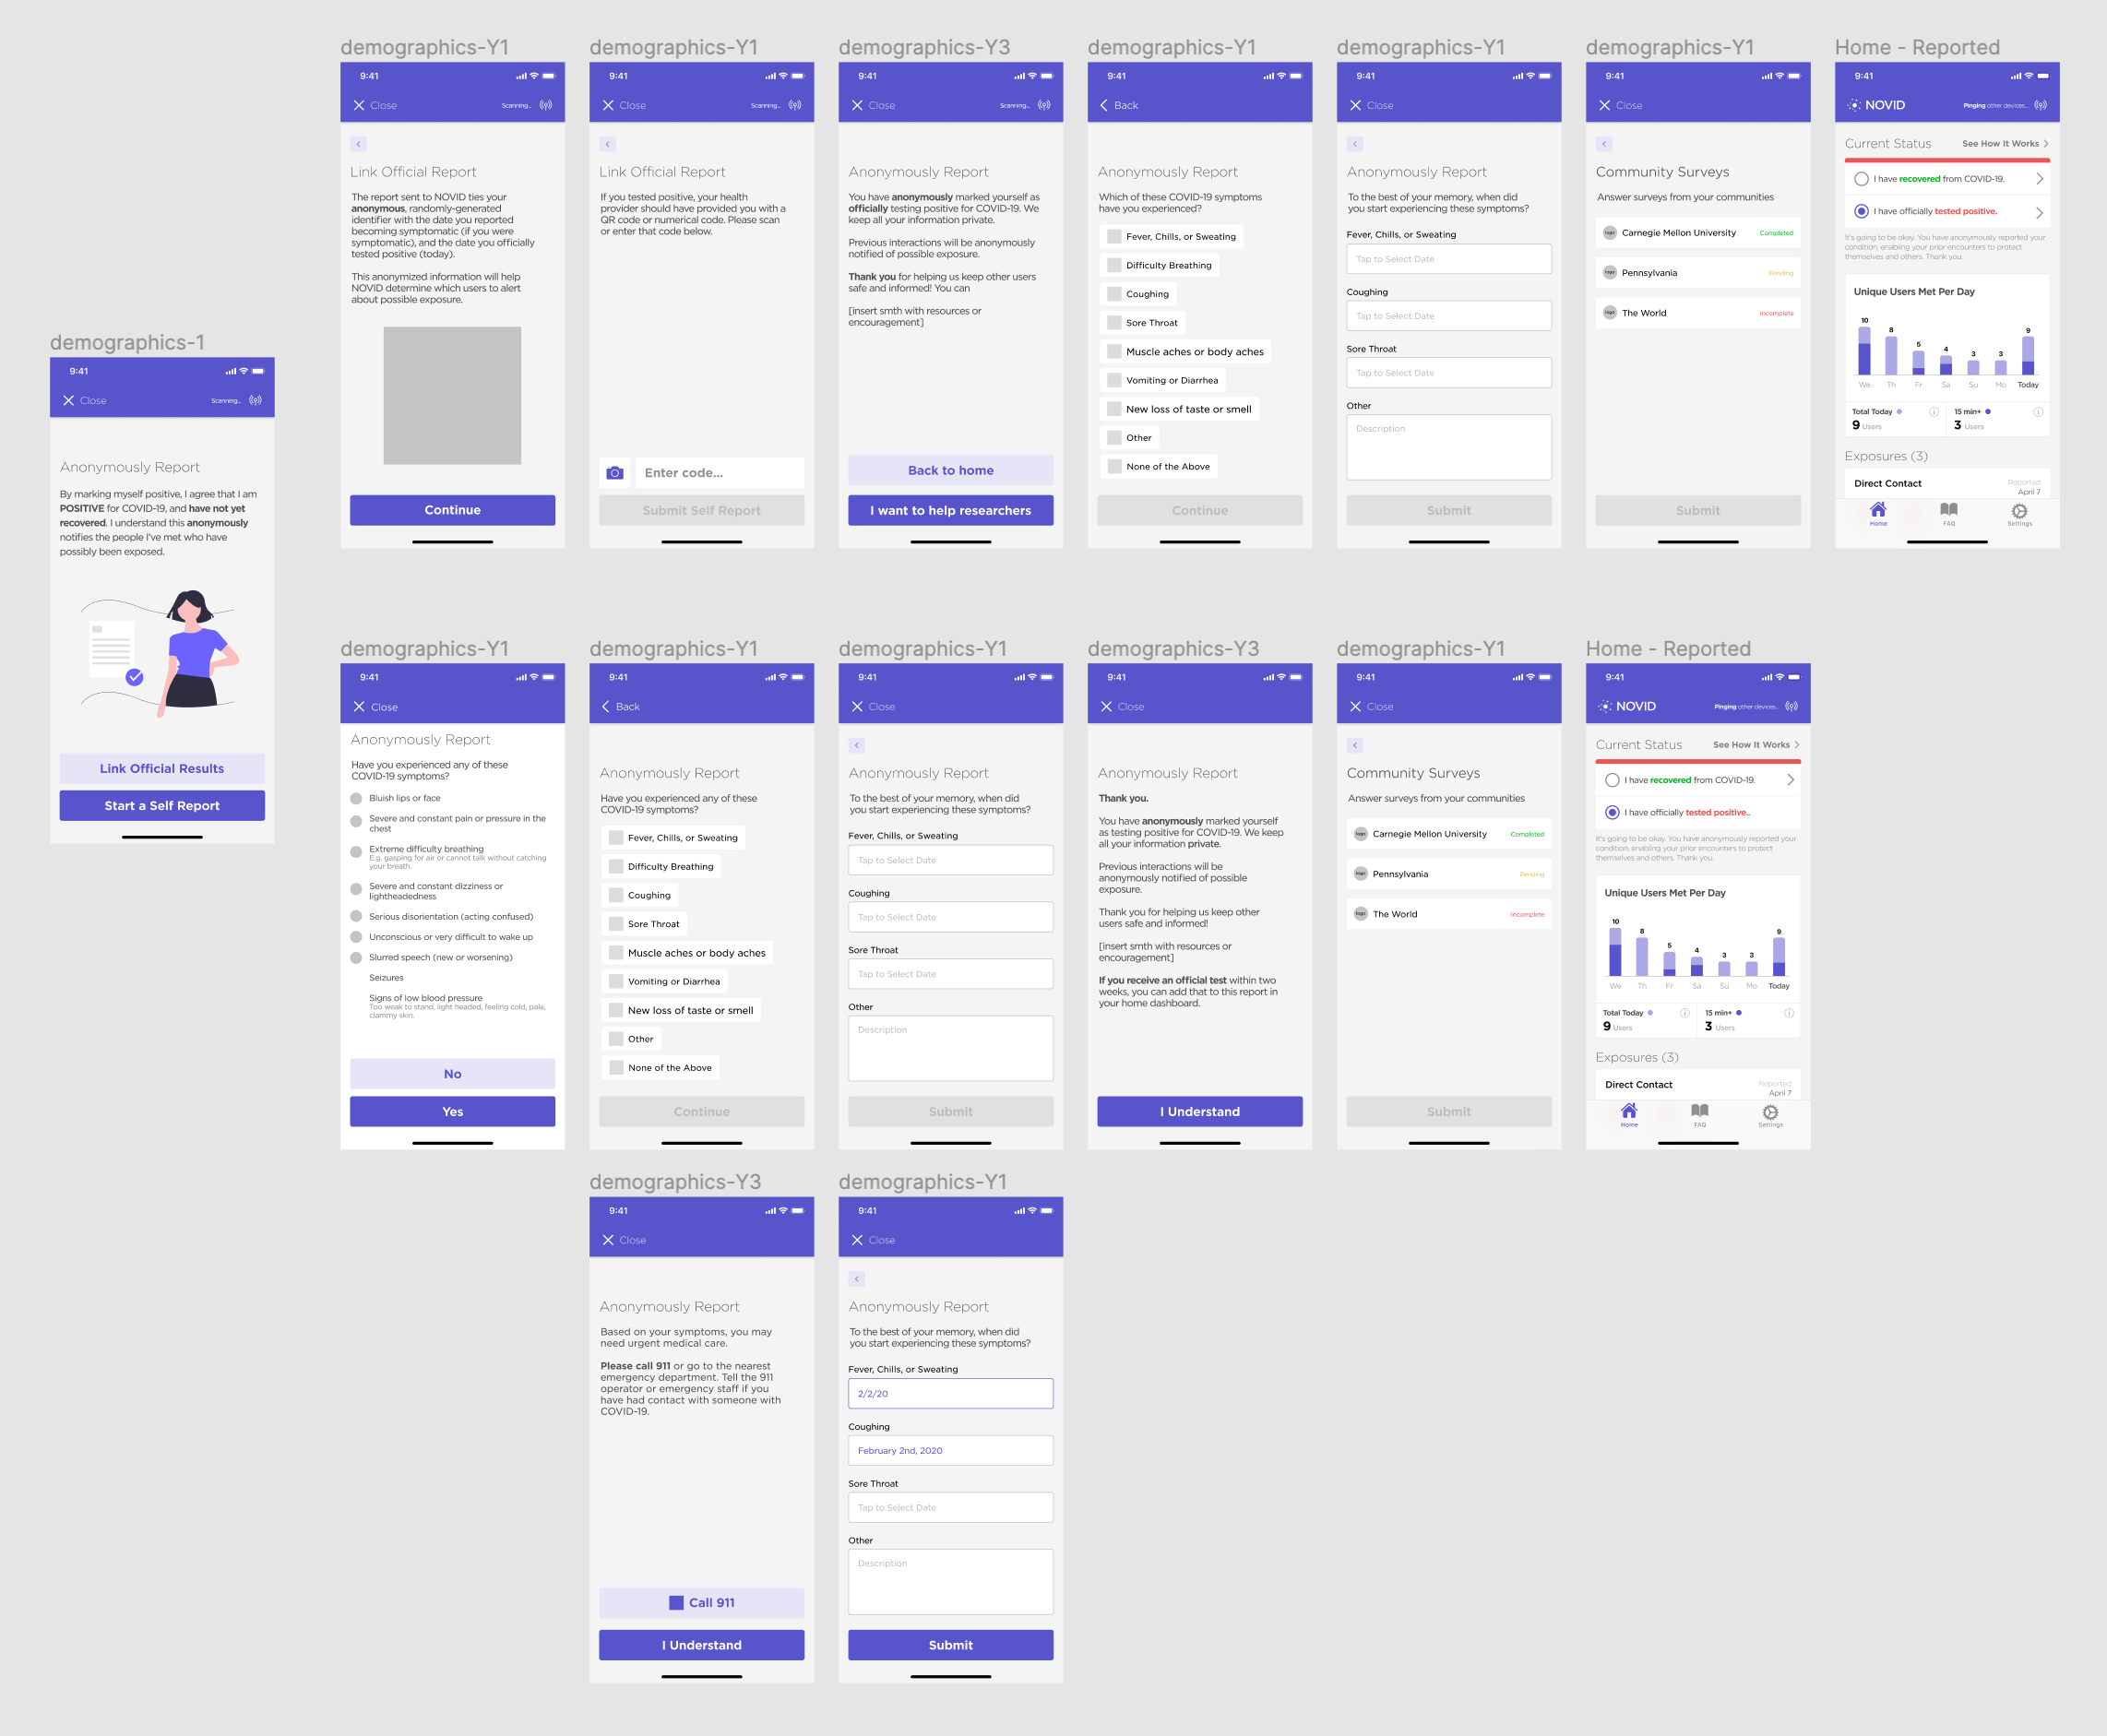 demographics-1
9:41
Close
Scanning...
Anonymously Report
By marking myself positive, I agree that I am
POSITIVE for COVID-19, and have not yet
recovered. I understand this anonymously
notifies the people I've met who have
possibly been exposed.
Link Official Results
Start a Self Report
demographics-Y1
9:41
Close
Scanning...
Link Official Report
The report sent to NOVID ties your
anonymous, randomly-generated
identifier with the date you reported
becoming symptomatic (if you were
symptomatic), and the date you officially
tested positive (today).
This anonymized information will help
NOVID determine which users to alert
about possible exposure.
Continue
demographics-Y1
9:41
Close
Scanning...
Link Official Report
If you tested positive, your health
provider should have provided you with a
QR code or numerical code. Please scan
or enter that code below.
Enter code...
Submit Self Report
demographics-Y3
9:41
Close
Scanning...
Anonymously Report
You have anonymously marked yourself as
officially testing positive for COVID-19. We
keep all your information private.
Previous interactions will be anonymously
notified of possible exposure.
Thank you for helping us keep other users
safe and informed! You can
[insert smth with resources or
encouragement]
Back to home
I want to help researchers
demographics-Y1
9:41
Back
Anonymously Report
Which of these COVID-19 symptoms
have you experienced?
Fever, Chills, or Sweating
Difficulty Breathing
Coughing
Sore Throat
Muscle aches or body aches
Vomiting or Diarrhea
New loss of taste or smell
Other
None of the Above
Continue
demographics-Y1
9:41
Close
Anonymously Report
To the best of your memory, when did
you start experiencing these symptoms?
Fever, Chills, or Sweating
Tap to Select Date
Coughing
Tap to Select Date
Sore Throat
Tap to Select Date
Other
Description
Submit
demographics-Y1
9:41
Close
Community Surveys
Answer surveys from your communities
logo Carnegie Mellon University Completed
logo Pennsylvania Pending
logo The World Incomplete
Submit
Home - Reported
9:41
NOVID
Pinging other devices...
Current Status
See How It Works
I have recovered from COVID-19.
I have officially tested positive.
It's going to be okay. You have anonymously reported your
condition, enabling your prior encounters to protect
themselves and others. Thank you.
Unique Users Met Per Day
10 8 5 4 3 3 9
We Th Fr Sa Su Mo Today
Total Today
9 Users
15 min+
3 Users
Exposures (3)
Direct Contact
Reported
April 7
Home
FAQ
Settings
demographics-Y1
9:41
Close
Anonymously Report
Have you experienced any of these
COVID-19 symptoms?
Bluish lips or face
Severe and constant pain or pressure in the
chest
Extreme difficulty breathing
E.g. gasping for air or cannot talk without catching
your breath.
Severe and constant dizziness or
lightheadedness
Serious disorientation (acting confused)
Unconscious or very difficult to wake up
Slurred speech (new or worsening)
Seizures
Signs of low blood pressure
Too weak to stand, light headed, feeling cold, pale,
clammy skin.
No
Yes
demographics-Y1
9:41
Back
Anonymously Report
Have you experienced any of these
COVID-19 symptoms?
Fever, Chills, or Sweating
Difficulty Breathing
Coughing
Sore Throat
Muscle aches or body aches
Vomiting or Diarrhea
New loss of taste or smell
Other
None of the Above
Continue
demographics-Y1
9:41
Close
Anonymously Report
To the best of your memory, when did
you start experiencing these symptoms?
Fever, Chills, or Sweating
Tap to Select Date
Coughing
Tap to Select Date
Sore Throat
Tap to Select Date
Other
Description
Submit
demographics-Y3
9:41
Close
Anonymously Report
Thank you.
You have anonymously marked yourself
as testing positive for COVID-19. We keep
all your information private.
Previous interactions will be
anonymously notified of possible
exposure.
Thank you for helping us keep other
users safe and informed!
[insert smth with resources or
encouragement]
If you receive an official test within two
weeks, you can add that to this report in
your home dashboard.
I Understand
demographics-Y1
9:41
Close
Community Surveys
Answer surveys from your communities
logo Carnegie Mellon University Completed
logo Pennsylvania Pending
logo The World Incomplete
Submit
Home - Reported
9:41
NOVID
Pinging other devices...
Current Status
See How It Works
I have recovered from COVID-19.
I have officially tested positive..
It's going to be okay. You have anonymously reported your
condition, enabling your prior encounters to protect
themselves and others. Thank you.
Unique Users Met Per Day
10 8 5 4 3 3 9
We Th Fr Sa Su Mo Today
Total Today
9 Users
15 min+
3 Users
Exposures (3)
Direct Contact
Reported
April 7
Home
FAQ
Settings
demographics-Y3
9:41
Close
Anonymously Report
Based on your symptoms, you may
need urgent medical care.
Please call 911 or go to the nearest
emergency department. Tell the 911
operator or emergency staff if you
have had contact with someone with
COVID-19.
Call 911
I Understand
demographics-Y1
9:41
Close
Anonymously Report
To the best of your memory, when did
you start experiencing these symptoms?
Fever, Chills, or Sweating
2/2/20
Coughing
February 2nd, 2020
Sore Throat
Tap to Select Date
Other
Description
Submit